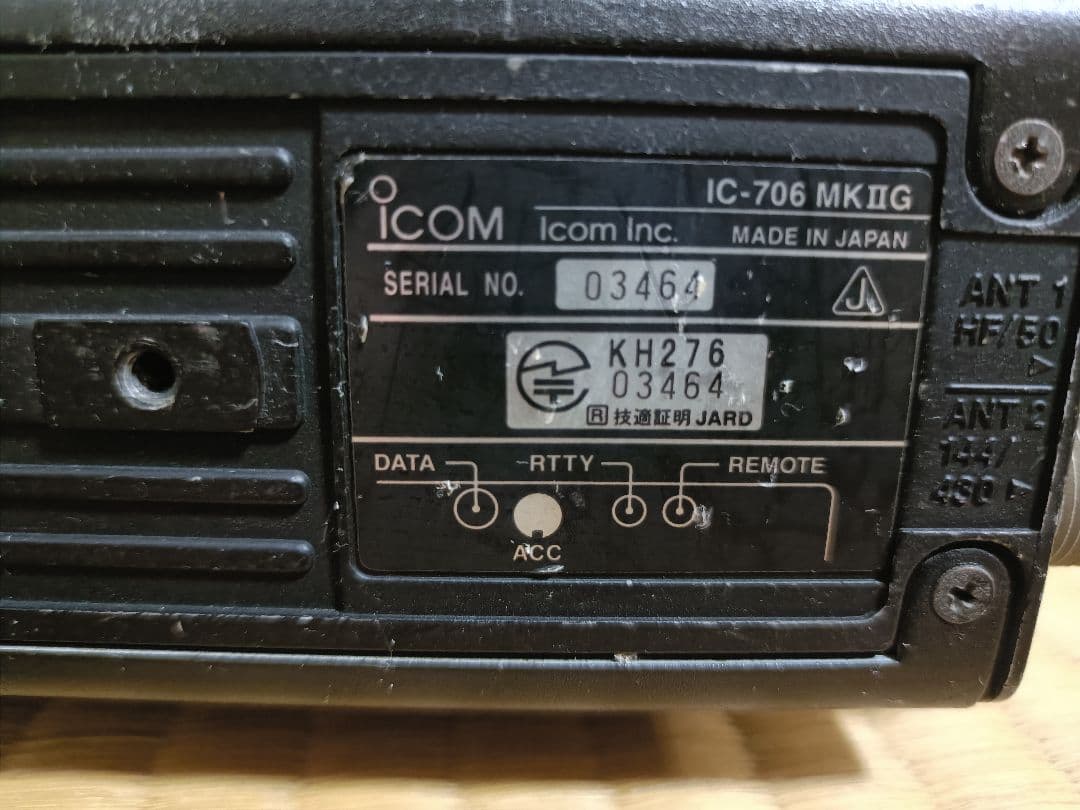 IC-706 MKIIG
ICOM Icom Inc. MADE IN JAPAN
SERIAL NO. 03464
J
KH276
03464
R 技適証明 JARD
DATA RTTY REMOTE
ACC
ANT 1
HF/50
ANT 2
144/
430